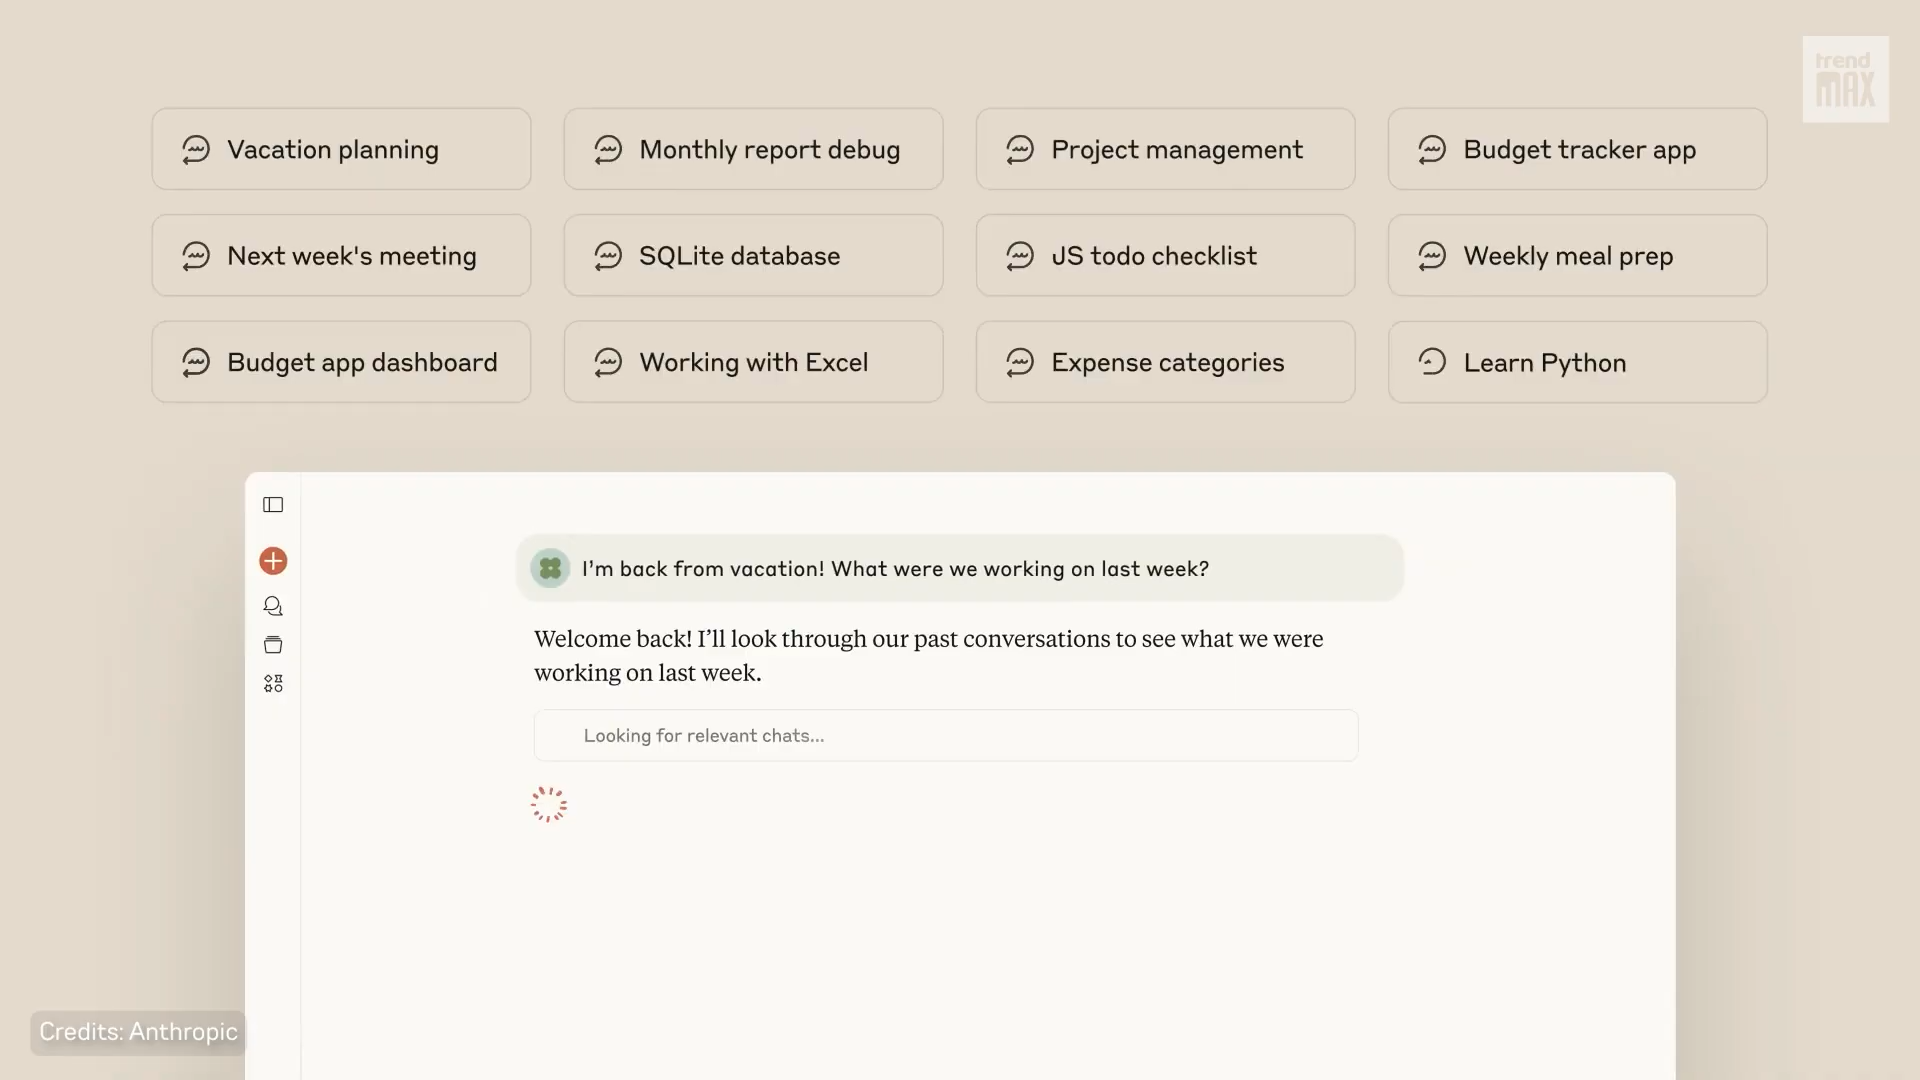 trend
MAX
Vacation planning
Monthly report debug
Project management
Budget tracker app
Next week's meeting
SQLite database
JS todo checklist
Weekly meal prep
Budget app dashboard
Working with Excel
Expense categories
Learn Python
I’m back from vacation! What were we working on last week?
Welcome back! I’ll look through our past conversations to see what we were
working on last week.
Looking for relevant chats...
Credits: Anthropic